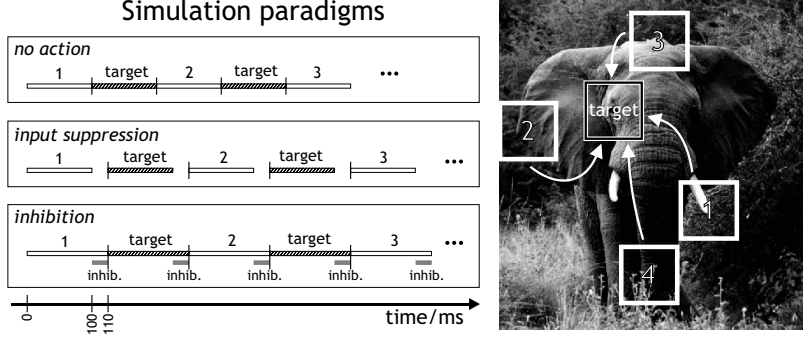 Simulation paradigms
no action
1 target 2 target 3 ...
input suppression
1 target 2 target 3 ...
inhibition
1 target 2 target 3 ...
inhib. inhib. inhib. inhib. inhib.
0 100 110 time/ms
3
target
2
1
4